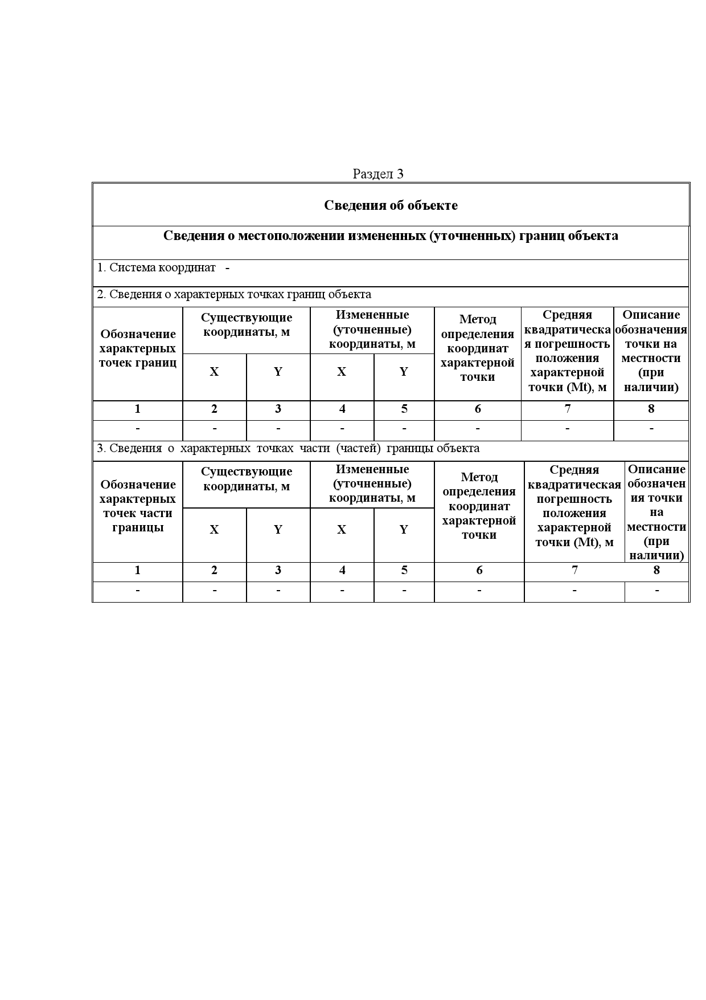 Раздел 3
Сведения об объекте
Сведения о местоположении измененных (уточненных) границ объекта
1. Система координат -
2. Сведения о характерных точках границ объекта
Обозначение
характерных
точек границ
Существующие
координаты, м
Измененные
(уточненные)
координаты, м
Метод
определения
координат
характерной
точки
Средняя
квадратическа
я погрешность
положения
характерной
точки (Mt), м
Описание
обозначения
точки на
местности
(при
наличии)
X Y X Y
1 2 3 4 5 6 7 8
- - - - - - - -
3. Сведения о характерных точках части (частей) границы объекта
Обозначение
характерных
точек части
границы
Существующие
координаты, м
Измененные
(уточненные)
координаты, м
Метод
определения
координат
характерной
точки
Средняя
квадратическая
погрешность
положения
характерной
точки (Mt), м
Описание
обозначен
ия точки
на
местности
(при
наличии)
X Y X Y
1 2 3 4 5 6 7 8
- - - - - - - -